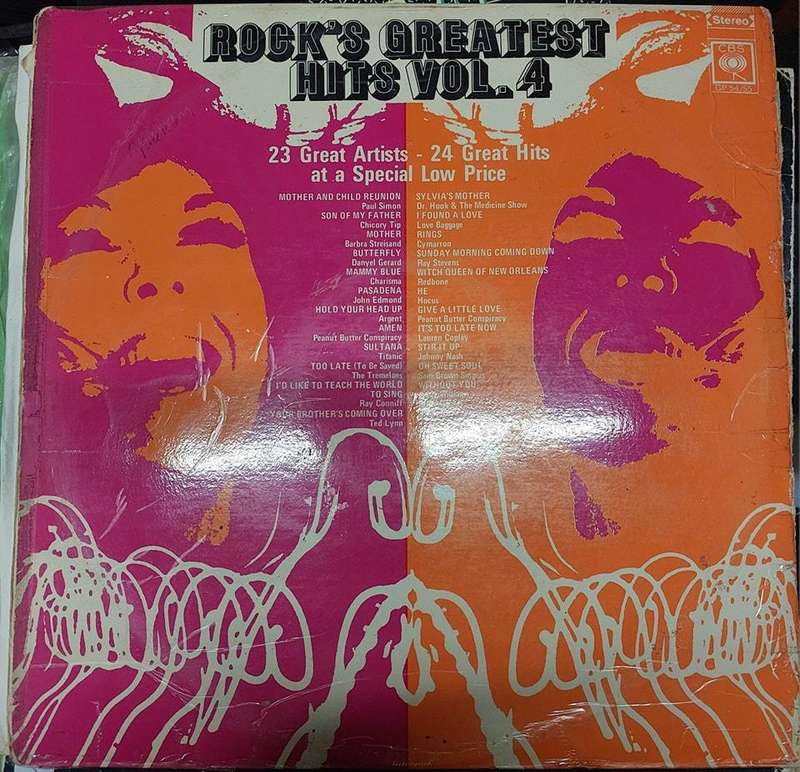 ROCK'S GREATEST
HITS VOL. 4
Stereo
CBS
GP 54/55
23 Great Artists - 24 Great Hits
at a Special Low Price
MOTHER AND CHILD REUNION
Paul Simon
SON OF MY FATHER
Chicory Tip
MOTHER
Barbra Streisand
BUTTERFLY
Danyel Gerard
MAMMY BLUE
Charisma
PASADENA
John Edmond
HOLD YOUR HEAD UP
Argent
AMEN
Peanut Butter Conspiracy
SULTANA
Titanic
TOO LATE (To Be Saved)
The Tremeloes
I'D LIKE TO TEACH THE WORLD
TO SING
Ray Conniff
YOUR BROTHER'S COMING OVER
Ted Lynn
SYLVIA'S MOTHER
Dr. Hook & The Medicine Show
I FOUND A LOVE
Love Baggage
RINGS
Cymarron
SUNDAY MORNING COMING DOWN
Ray Stevens
WITCH QUEEN OF NEW ORLEANS
Redbone
HE
Hocus
GIVE A LITTLE LOVE
Peanut Butter Conspiracy
IT'S TOO LATE NOW
Lauren Copley
STIR IT UP
Johnny Nash
OH SWEET SOUL
WITHOUT YOU